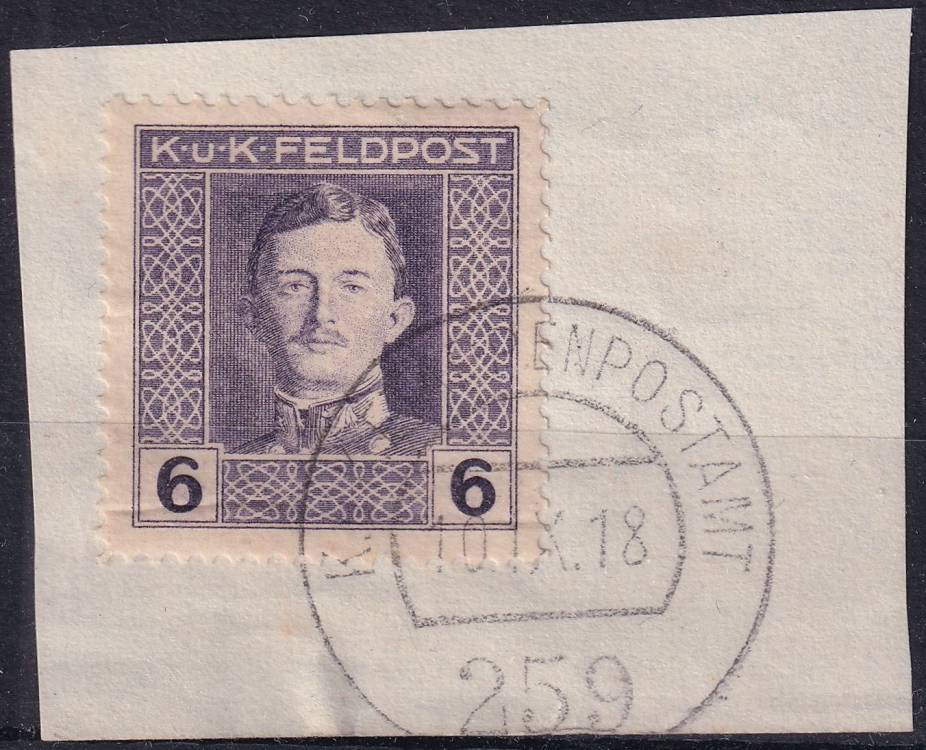 K·u·K·FELDPOST
6 6
K. ENPOSTAMT
10.IX.18
259